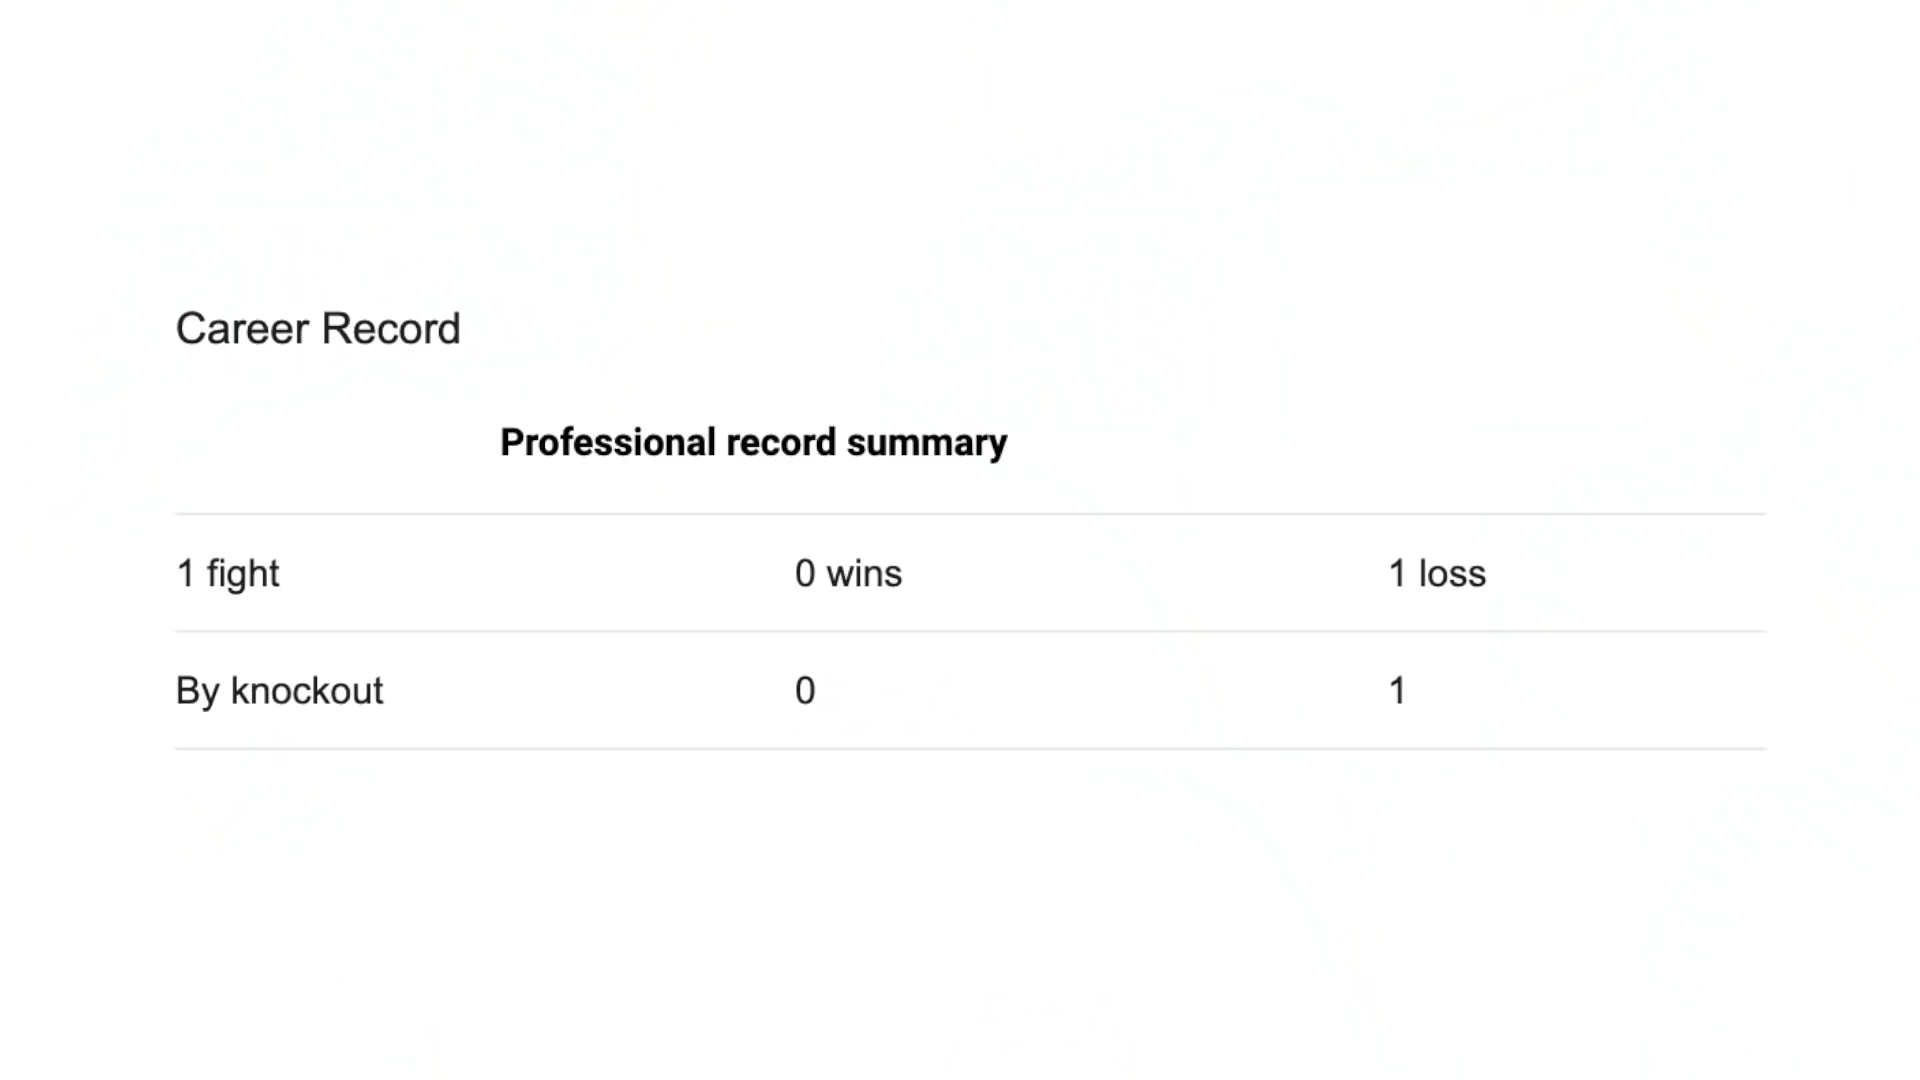 Career Record
Professional record summary
1 fight 0 wins 1 loss
By knockout 0 1